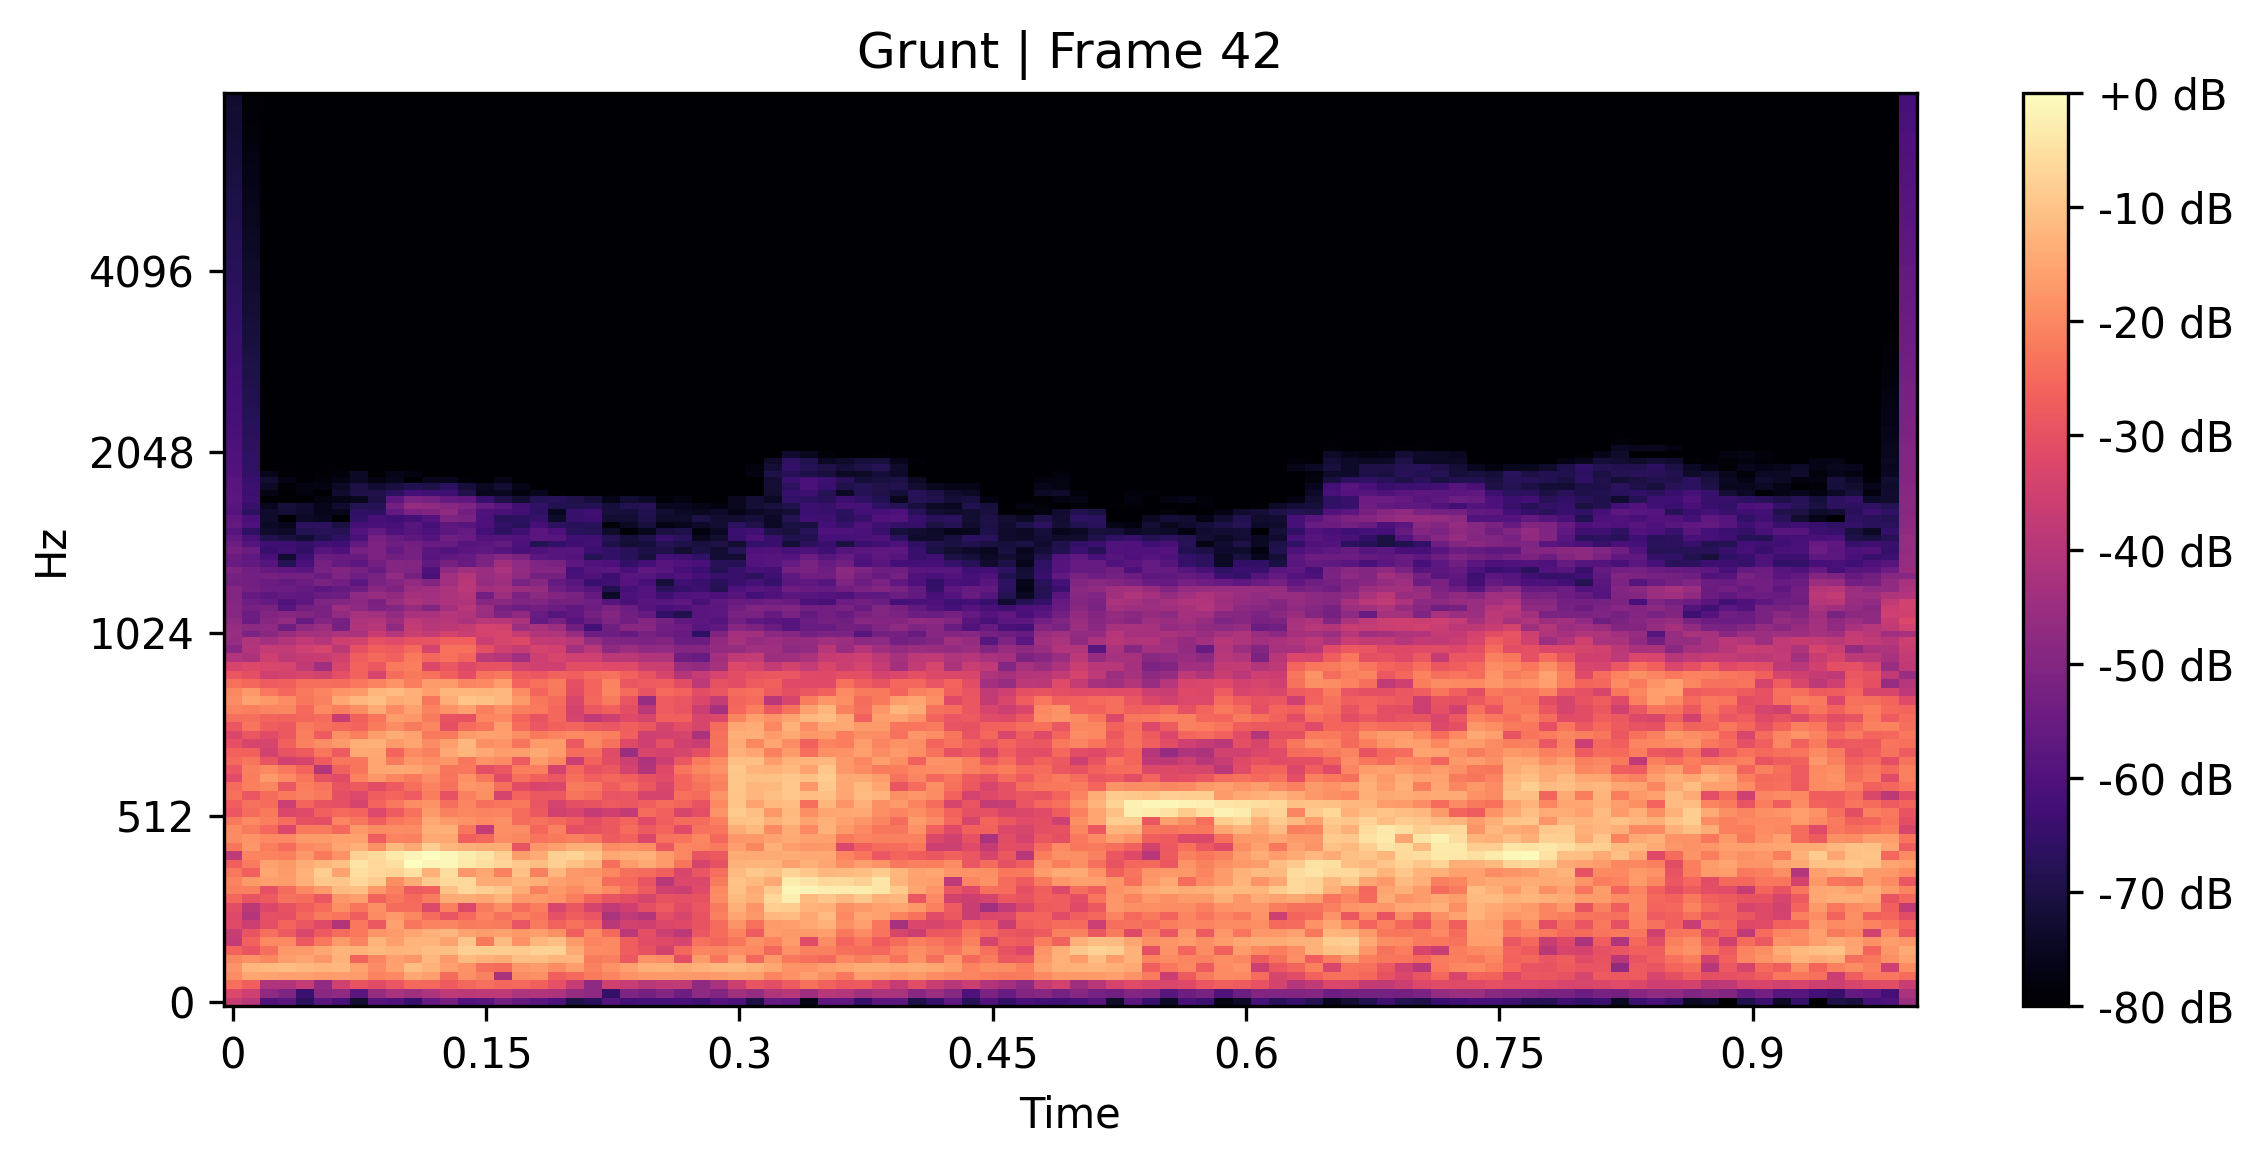 Grunt | Frame 42
Hz
4096
2048
1024
512
0
0 0.15 0.3 0.45 0.6 0.75 0.9
Time
+0 dB
-10 dB
-20 dB
-30 dB
-40 dB
-50 dB
-60 dB
-70 dB
-80 dB